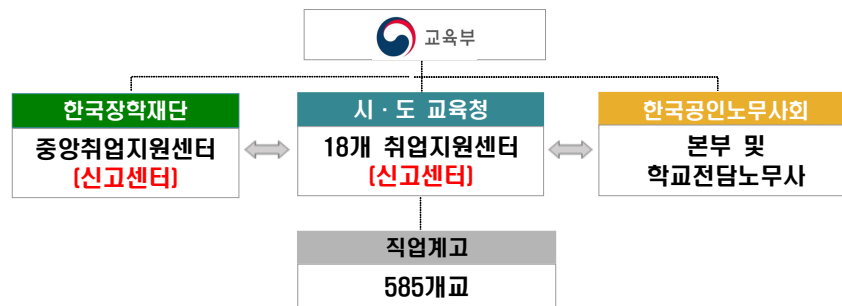 교육부
한국장학재단
중앙취업지원센터
(신고센터)
시·도 교육청
18개 취업지원센터
(신고센터)
한국공인노무사회
본부 및
학교전담노무사
직업계고
585개교